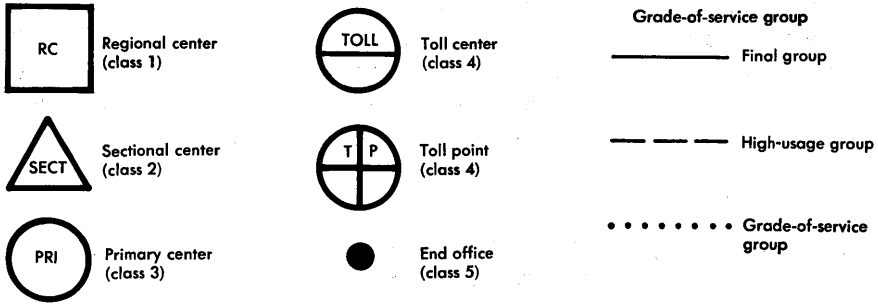 RC
Regional center
(class 1)
SECT
Sectional center
(class 2)
PRI
Primary center
(class 3)
TOLL
Toll center
(class 4)
T P
Toll point
(class 4)
End office
(class 5)
Grade-of-service group
Final group
High-usage group
Grade-of-service
group